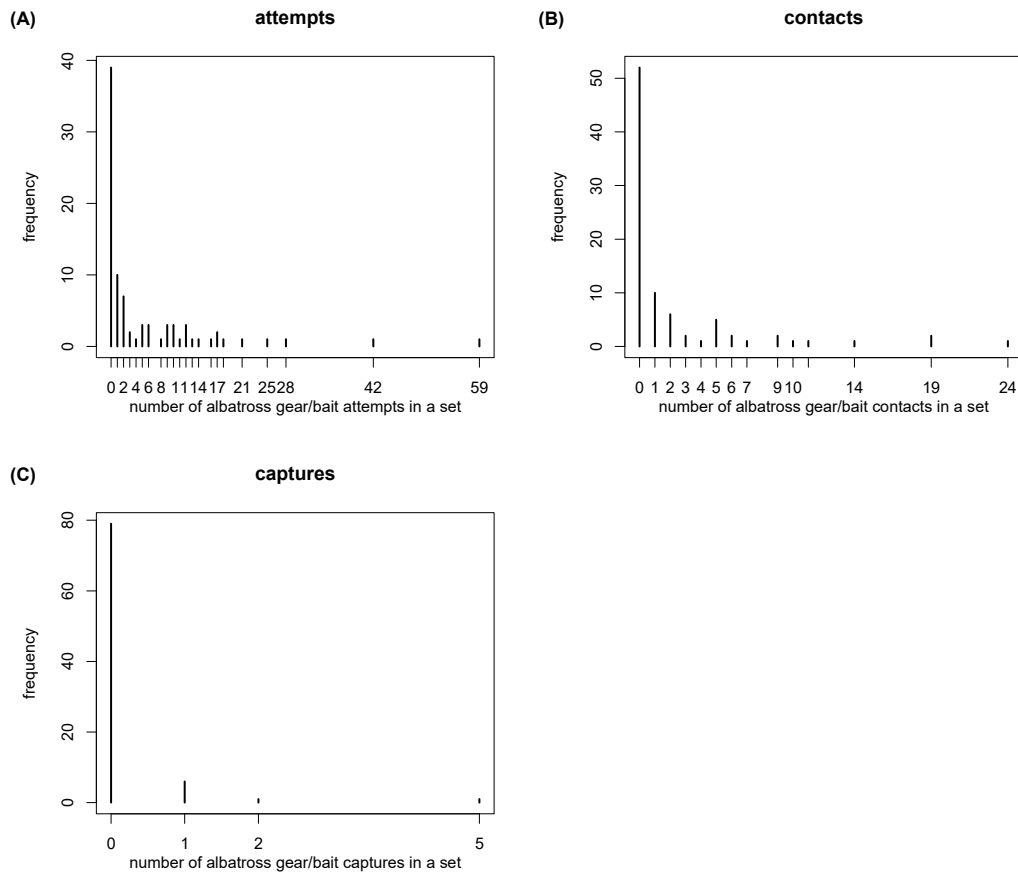 (A) attempts
frequency
0 10 20 30 40
0 2 4 6 8 11 14 17 21 25 28 42 59
number of albatross gear/bait attempts in a set
(B) contacts
frequency
0 10 20 30 40 50
0 1 2 3 4 5 6 7 9 10 14 19 24
number of albatross gear/bait contacts in a set
(C) captures
frequency
0 20 40 60 80
0 1 2 5
number of albatross gear/bait captures in a set